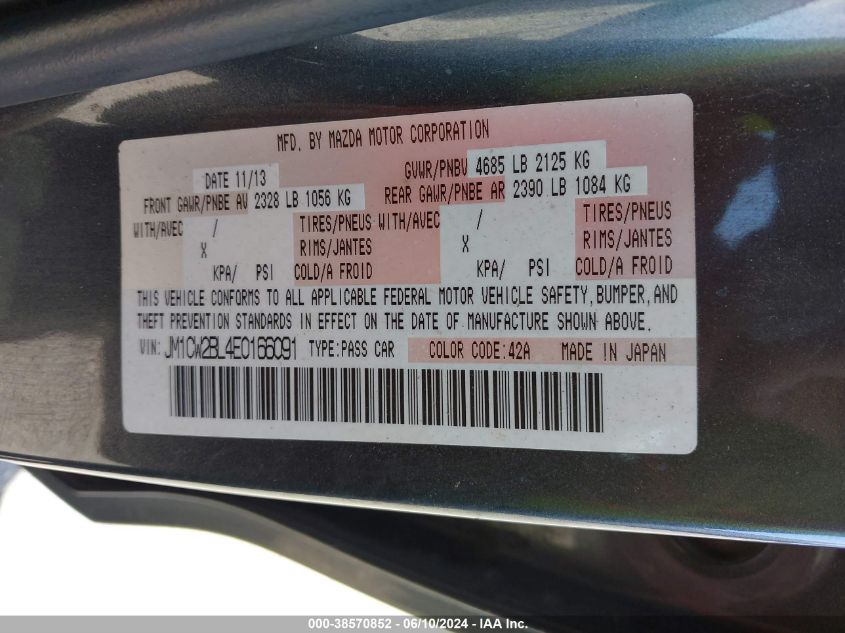 MFD. BY MAZDA MOTOR CORPORATION
DATE 11/13 GVWR/PNBV 4685 LB 2125 KG
FRONT GAWR/PNBE AV 2328 LB 1056 KG REAR GAWR/PNBE AR 2390 LB 1084 KG
WITH/AVEC / TIRES/PNEUS WITH/AVEC / TIRES/PNEUS
X RIMS/JANTES X RIMS/JANTES
KPA/ PSI COLD/A FROID KPA/ PSI COLD/A FROID
THIS VEHICLE CONFORMS TO ALL APPLICABLE FEDERAL MOTOR VEHICLE SAFETY, BUMPER, AND
THEFT PREVENTION STANDARDS IN EFFECT ON THE DATE OF MANUFACTURE SHOWN ABOVE.
VIN: JM1CW2BL4E0166091 TYPE:PASS CAR COLOR CODE:42A MADE IN JAPAN
000-38570852 - 06/10/2024 - IAA Inc.